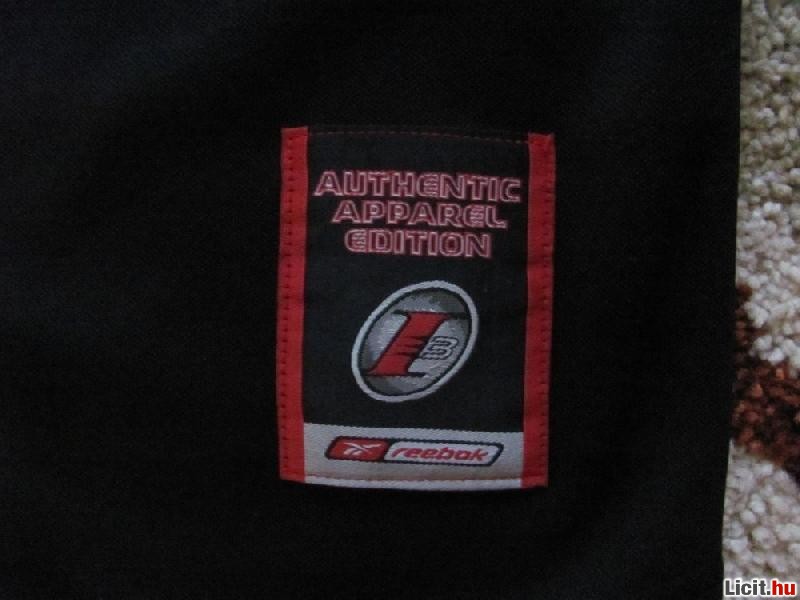 AUTHENTIC
APPAREL
EDITION
I3
Reebok
Licit.hu